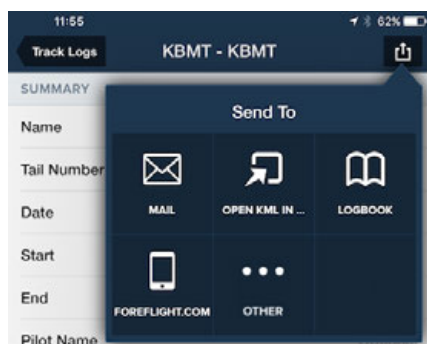 11:55 62%
Track Logs KBMT - KBMT
SUMMARY
Send To
Name
Tail Number
MAIL OPEN KML IN ... LOGBOOK
Date
Start
End
FOREFLIGHT.COM OTHER
Pilot Name